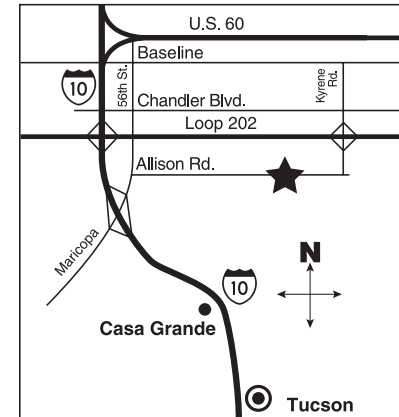 U.S. 60
Baseline
56th St.
Kyrene
Rd.
10
Chandler Blvd.
Loop 202
Allison Rd.
Maricopa
N
10
Casa Grande
Tucson